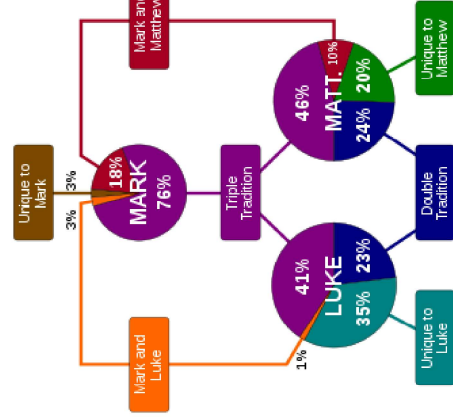 Mark and
Matthew
Unique to
Mark
3%
3%
18%
MARK
76%
10%
46%
MATT.
20%
24%
Unique to
Matthew
Triple
Tradition
Mark and
Luke
1%
41%
LUKE
23%
35%
Double
Tradition
Unique to
Luke